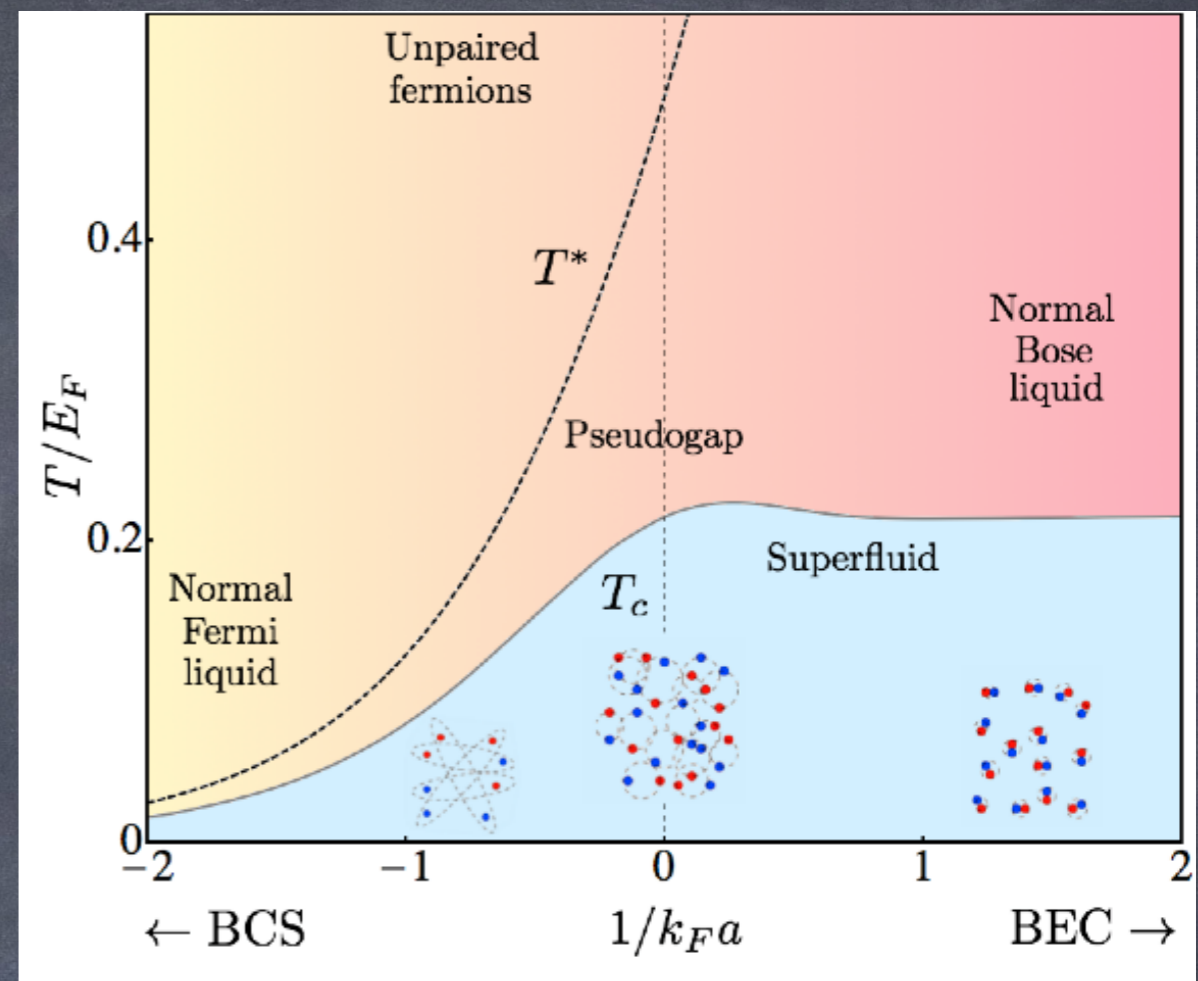 Unpaired
fermions
0.4
T*
Normal
Bose
liquid
T/E_F
Pseudogap
0.2
Superfluid
Normal
Fermi
liquid
T_c
0
−2
−1
0
1
2
← BCS
1/k_F a
BEC →